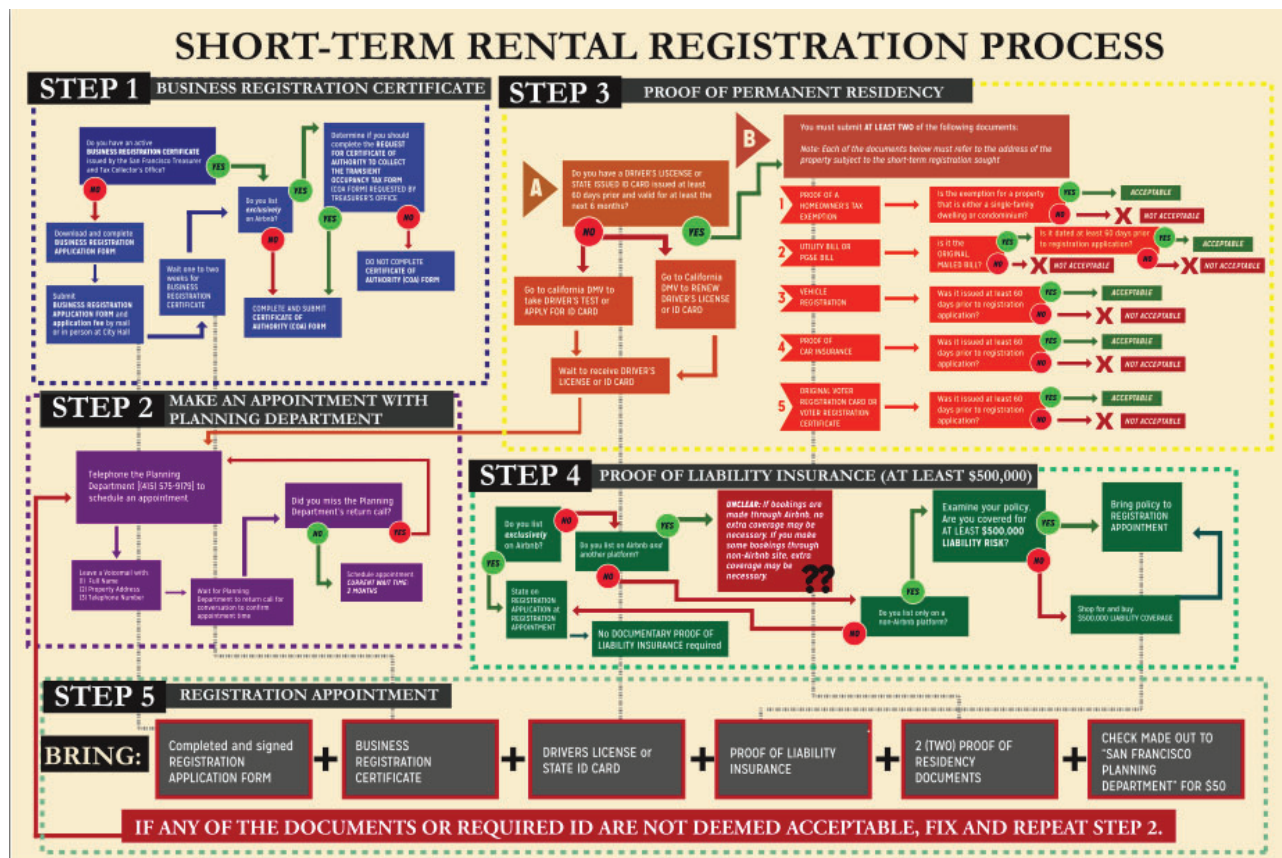 SHORT-TERM RENTAL REGISTRATION PROCESS
STEP 1
BUSINESS REGISTRATION CERTIFICATE
Do you have an active
BUSINESS REGISTRATION CERTIFICATE
issued by the San Francisco Treasurer
and Tax Collector's Office?
YES
NO
Download and complete
BUSINESS REGISTRATION
APPLICATION FORM
Submit
BUSINESS REGISTRATION
APPLICATION FORM and
application fee by mail
or in person at City Hall
Wait one to two
weeks for
BUSINESS
REGISTRATION
CERTIFICATE
Do you list
exclusively
on Airbnb?
YES
NO
Determine if you should
complete the REQUEST
FOR CERTIFICATE OF
AUTHORITY TO COLLECT
THE TRANSIENT
OCCUPANCY TAX FORM
(COA FORM) REQUESTED BY
TREASURER'S OFFICE
YES
NO
COMPLETE AND SUBMIT
CERTIFICATE OF
AUTHORITY (COA) FORM
DO NOT COMPLETE
CERTIFICATE OF
AUTHORITY (COA) FORM
STEP 2
MAKE AN APPOINTMENT WITH
PLANNING DEPARTMENT
Telephone the Planning
Department [(415) 575-9179] to
schedule an appointment
Leave a Voicemail with:
(1) Full Name
(2) Property Address
(3) Telephone Number
Wait for Planning
Department to return call for
conversation to confirm
appointment time
Did you miss the Planning
Department's return call?
NO
YES
Schedule appointment
CURRENT WAIT TIME:
2 MONTHS
STEP 3
PROOF OF PERMANENT RESIDENCY
A
Do you have a DRIVER'S LISCENSE or
STATE ISSUED ID CARD issued at least
60 days prior and valid for at least the
next 6 months?
NO
YES
Go to california DMV to
take DRIVER'S TEST or
APPLY FOR ID CARD
Go to California
DMV to RENEW
DRIVER'S LICENSE
or ID CARD
Wait to receive DRIVER'S
LICENSE or ID CARD
B
You must submit AT LEAST TWO of the following documents:
Note: Each of the documents below must refer to the address of the
property subject to the short-term registration sought
1
PROOF OF A
HOMEOWNER'S TAX
EXEMPTION
Is the exemption for a property
that is either a single-family
dwelling or condominium?
YES
ACCEPTABLE
NO
X
NOT ACCEPTABLE
2
UTILITY BILL OR
PG&E BILL
Is it the
ORIGINAL
MAILED BILL?
YES
NO
X
NOT ACCEPTABLE
Is it dated at least 60 days prior
to registration application?
YES
ACCEPTABLE
NO
X
NOT ACCEPTABLE
3
VEHICLE
REGISTRATION
Was it issued at least 60
days prior to registration
application?
YES
ACCEPTABLE
NO
X
NOT ACCEPTABLE
4
PROOF OF
CAR INSURANCE
Was it issued at least 60
days prior to registration
application?
YES
ACCEPTABLE
NO
X
NOT ACCEPTABLE
5
ORIGINAL VOTER
REGISTRATION CARD OR
VOTER REGISTRATION
CERTIFICATE
Was it issued at least 60
days prior to registration
application?
YES
ACCEPTABLE
NO
X
NOT ACCEPTABLE
STEP 4
PROOF OF LIABILITY INSURANCE (AT LEAST $500,000)
Do you list
exclusively
on Airbnb?
NO
YES
State on
REGISTRATION
APPLICATION at
REGISTRATION
APPOINTMENT
No DOCUMENTARY PROOF OF
LIABILITY INSURANCE required
Do you list on Airbnb and
another platform?
YES
NO
UNCLEAR: If bookings are
made through Airbnb, no
extra coverage may be
necessary. If you make
some bookings through
non-Airbnb site, extra
coverage may be
necessary.
??
Do you list only on a
non-Airbnb platform?
YES
NO
Examine your policy.
Are you covered for
AT LEAST $500,000
LIABILITY RISK?
YES
NO
Bring policy to
REGISTRATION
APPOINTMENT
Shop for and buy
$500,000 LIABILITY COVERAGE
STEP 5
REGISTRATION APPOINTMENT
BRING:
Completed and signed
REGISTRATION
APPLICATION FORM
+
BUSINESS
REGISTRATION
CERTIFICATE
+
DRIVERS LICENSE or
STATE ID CARD
+
PROOF OF LIABILITY
INSURANCE
+
2 (TWO) PROOF OF
RESIDENCY
DOCUMENTS
+
CHECK MADE OUT TO
"SAN FRANCISCO
PLANNING
DEPARTMENT" FOR $50
IF ANY OF THE DOCUMENTS OR REQUIRED ID ARE NOT DEEMED ACCEPTABLE, FIX AND REPEAT STEP 2.